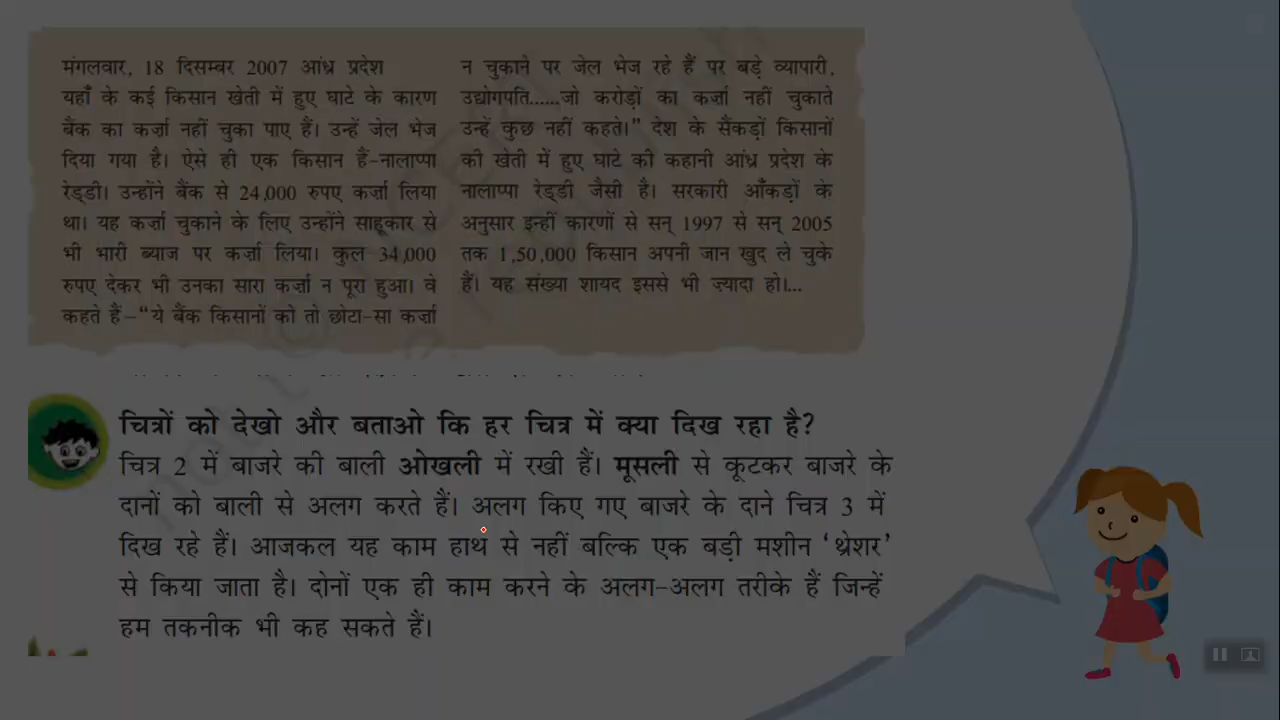 मंगलवार, 18 दिसम्बर 2007 आंध्र प्रदेश
यहाँ के कई किसान खेती में हुए घाटे के कारण
बैंक का कर्ज़ा नहीं चुका पाए हैं। उन्हें जेल भेज
दिया गया है। ऐसे ही एक किसान हैं-नालाप्पा
रेड्डी। उन्होंने बैंक से 24,000 रुपए कर्ज़ा लिया
था। यह कर्ज़ा चुकाने के लिए उन्होंने साहूकार से
भी भारी ब्याज पर कर्ज़ा लिया। कुल 34,000
रुपए देकर भी उनका सारा कर्ज़ा न पूरा हुआ। वे
कहते हैं–“ये बैंक किसानों को तो छोटा-सा कर्ज़ा
न चुकाने पर जेल भेज रहे हैं पर बड़े व्यापारी,
उद्योगपति......जो करोड़ों का कर्ज़ा नहीं चुकाते
उन्हें कुछ नहीं कहते।” देश के सैंकड़ों किसानों
की खेती में हुए घाटे की कहानी आंध्र प्रदेश के
नालाप्पा रेड्डी जैसी है। सरकारी आँकड़ों के
अनुसार इन्हीं कारणों से सन् 1997 से सन् 2005
तक 1,50,000 किसान अपनी जान खुद ले चुके
हैं। यह संख्या शायद इससे भी ज़्यादा हो।...
चित्रों को देखो और बताओ कि हर चित्र में क्या दिख रहा है?
चित्र 2 में बाजरे की बाली ओखली में रखी हैं। मूसली से कूटकर बाजरे के
दानों को बाली से अलग करते हैं। अलग किए गए बाजरे के दाने चित्र 3 में
दिख रहे हैं। आजकल यह काम हाथ से नहीं बल्कि एक बड़ी मशीन ‘थ्रेशर’
से किया जाता है। दोनों एक ही काम करने के अलग-अलग तरीके हैं जिन्हें
हम तकनीक भी कह सकते हैं।